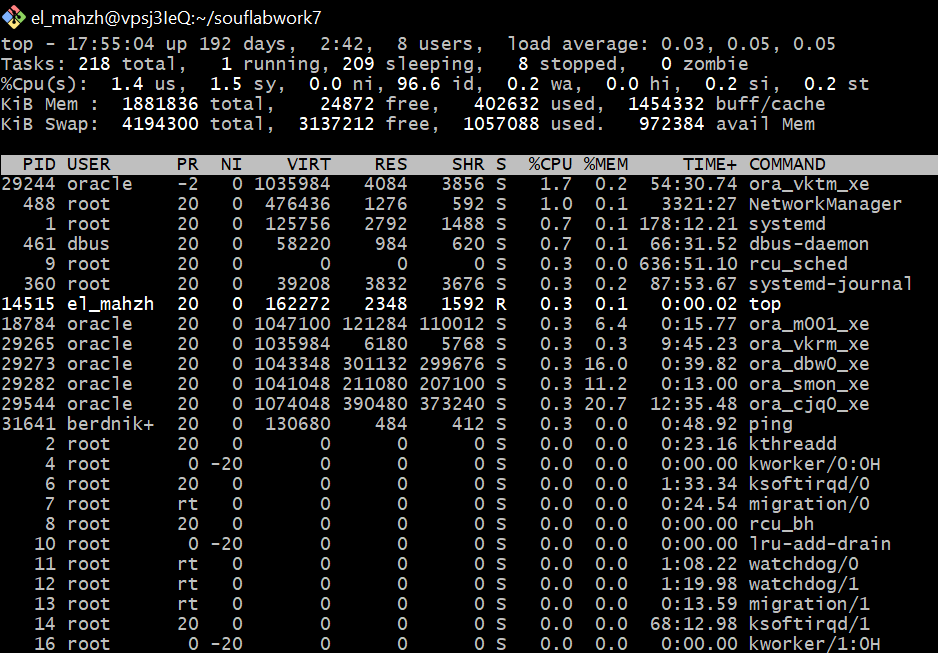 el_mahzh@vpsj3IeQ:~/souflabwork7
top - 17:55:04 up 192 days,  2:42,  8 users,  load average: 0.03, 0.05, 0.05
Tasks: 218 total,   1 running, 209 sleeping,   8 stopped,   0 zombie
%Cpu(s):  1.4 us,  1.5 sy,  0.0 ni, 96.6 id,  0.2 wa,  0.0 hi,  0.2 si,  0.2 st
KiB Mem :  1881836 total,    24872 free,   402632 used,  1454332 buff/cache
KiB Swap:  4194300 total,  3137212 free,  1057088 used.   972384 avail Mem
  PID USER      PR  NI    VIRT    RES    SHR S  %CPU %MEM     TIME+ COMMAND
29244 oracle    -2   0 1035984   4084   3856 S   1.7  0.2  54:30.74 ora_vktm_xe
  488 root      20   0  476436   1276    592 S   1.0  0.1   3321:27 NetworkManager
    1 root      20   0  125756   2792   1488 S   0.7  0.1 178:12.21 systemd
  461 dbus      20   0   58220    984    620 S   0.7  0.1  66:31.52 dbus-daemon
    9 root      20   0       0      0      0 S   0.3  0.0 636:51.10 rcu_sched
  360 root      20   0   39208   3832   3676 S   0.3  0.2  87:53.67 systemd-journal
14515 el_mahzh  20   0  162272   2348   1592 R   0.3  0.1   0:00.02 top
18784 oracle    20   0 1047100 121284 110012 S   0.3  6.4   0:15.77 ora_m001_xe
29265 oracle    20   0 1035984   6180   5768 S   0.3  0.3   9:45.23 ora_vkrm_xe
29273 oracle    20   0 1043348 301132 299676 S   0.3 16.0   0:39.82 ora_dbw0_xe
29282 oracle    20   0 1041048 211080 207100 S   0.3 11.2   0:13.00 ora_smon_xe
29544 oracle    20   0 1074048 390480 373240 S   0.3 20.7  12:35.48 ora_cjq0_xe
31641 berdnik+  20   0  130680    484    412 S   0.3  0.0   0:48.92 ping
    2 root      20   0       0      0      0 S   0.0  0.0   0:23.16 kthreadd
    4 root       0 -20       0      0      0 S   0.0  0.0   0:00.00 kworker/0:0H
    6 root      20   0       0      0      0 S   0.0  0.0   1:33.34 ksoftirqd/0
    7 root      rt   0       0      0      0 S   0.0  0.0   0:24.54 migration/0
    8 root      20   0       0      0      0 S   0.0  0.0   0:00.00 rcu_bh
   10 root       0 -20       0      0      0 S   0.0  0.0   0:00.00 lru-add-drain
   11 root      rt   0       0      0      0 S   0.0  0.0   1:08.22 watchdog/0
   12 root      rt   0       0      0      0 S   0.0  0.0   1:19.98 watchdog/1
   13 root      rt   0       0      0      0 S   0.0  0.0   0:13.59 migration/1
   14 root      20   0       0      0      0 S   0.0  0.0  68:12.98 ksoftirqd/1
   16 root       0 -20       0      0      0 S   0.0  0.0   0:00.00 kworker/1:0H